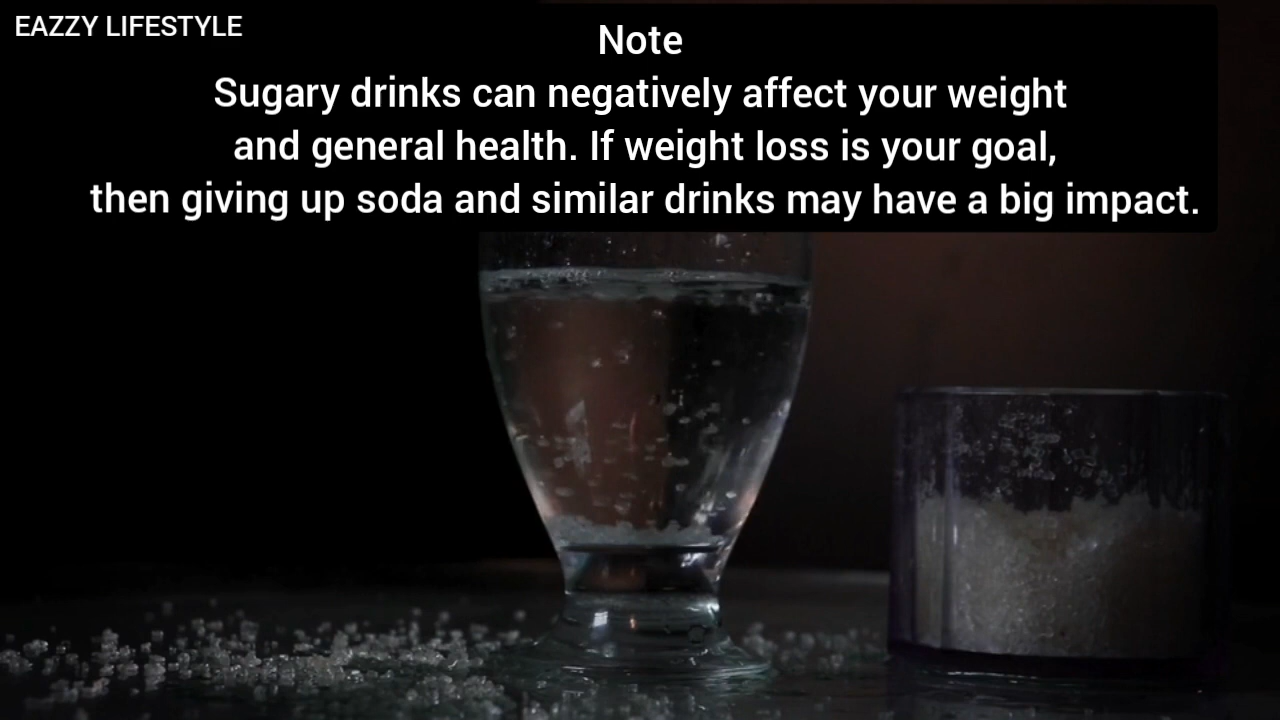 EAZZY LIFESTYLE
Note
Sugary drinks can negatively affect your weight
and general health. If weight loss is your goal,
then giving up soda and similar drinks may have a big impact.